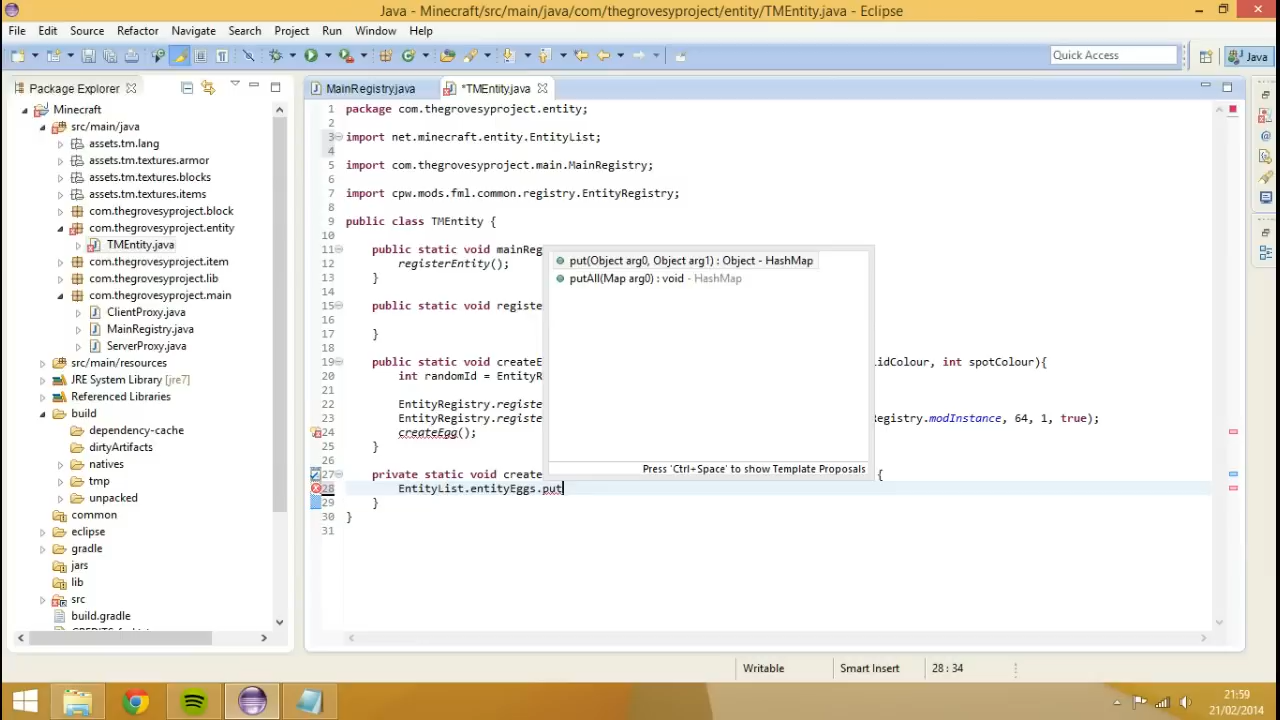 Java - Minecraft/src/main/java/com/thegrovesyproject/entity/TMEntity.java - Eclipse
File Edit Source Refactor Navigate Search Project Run Window Help
Quick Access
Java
Package Explorer
Minecraft
src/main/java
assets.tm.lang
assets.tm.textures.armor
assets.tm.textures.blocks
assets.tm.textures.items
com.thegrovesyproject.block
com.thegrovesyproject.entity
TMEntity.java
com.thegrovesyproject.item
com.thegrovesyproject.lib
com.thegrovesyproject.main
ClientProxy.java
MainRegistry.java
ServerProxy.java
src/main/resources
JRE System Library [jre7]
Referenced Libraries
build
dependency-cache
dirtyArtifacts
natives
tmp
unpacked
common
eclipse
gradle
jars
lib
src
build.gradle
MainRegistry.java
*TMEntity.java
1 package com.thegrovesyproject.entity;
2
3 import net.minecraft.entity.EntityList;
4
5 import com.thegrovesyproject.main.MainRegistry;
6
7 import cpw.mods.fml.common.registry.EntityRegistry;
8
9 public class TMEntity {
10
11 public static void mainReg
12 registerEntity();
13 }
14
15 public static void registe
16
17 }
18
19 public static void createE idColour, int spotColour){
20 int randomId = EntityR
21
22 EntityRegistry.registe
23 EntityRegistry.registe Registry.modInstance, 64, 1, true);
24 createEgg();
25 }
26
27 private static void create {
28 EntityList.entityEggs.put
29 }
30 }
31
put(Object arg0, Object arg1) : Object - HashMap
putAll(Map arg0) : void - HashMap
Press 'Ctrl+Space' to show Template Proposals
Writable
Smart Insert
28 : 34
21:59
21/02/2014